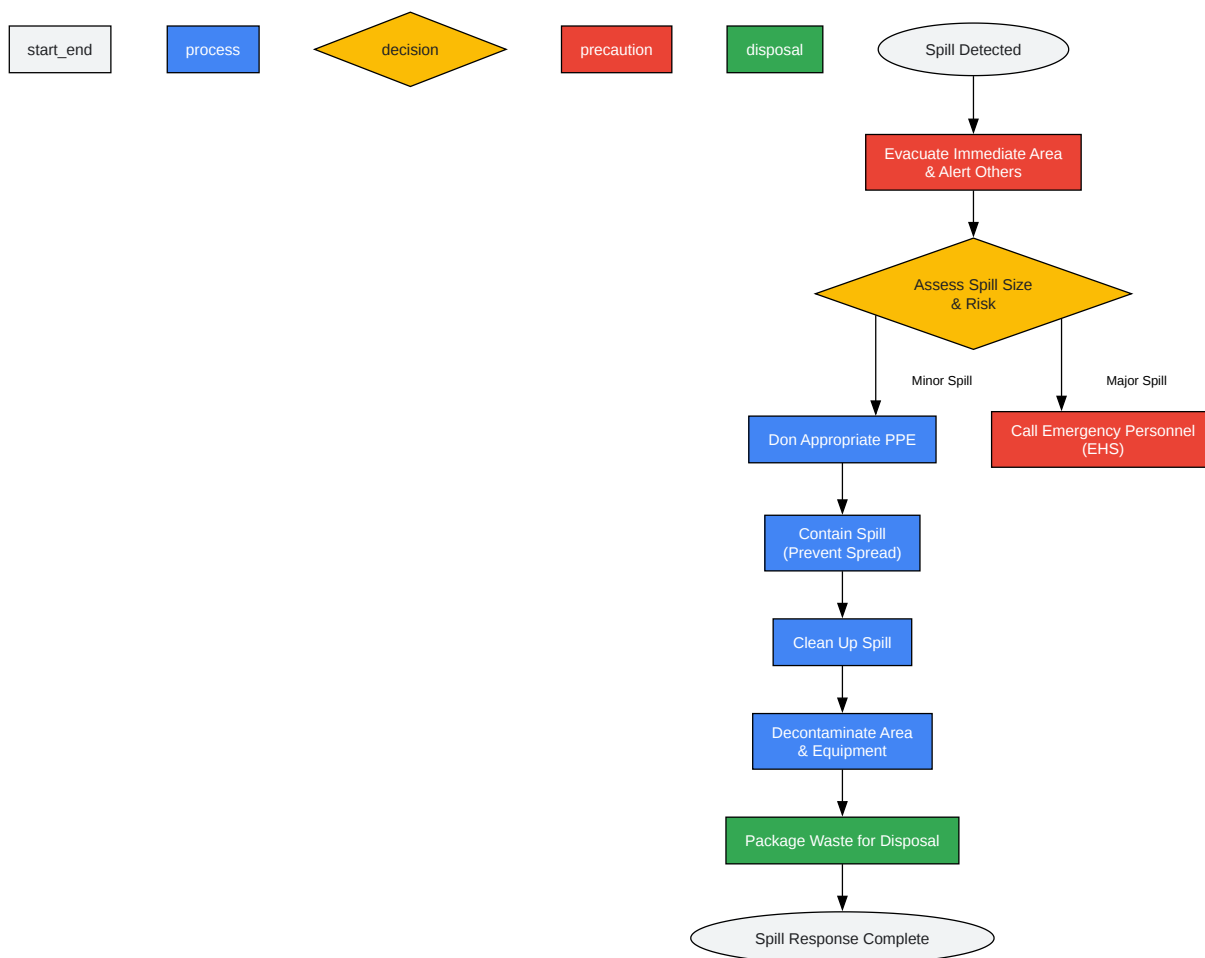 start_end
process
decision
precaution
disposal
Spill Detected
Evacuate Immediate Area
& Alert Others
Assess Spill Size
& Risk
Minor Spill
Major Spill
Don Appropriate PPE
Call Emergency Personnel
(EHS)
Contain Spill
(Prevent Spread)
Clean Up Spill
Decontaminate Area
& Equipment
Package Waste for Disposal
Spill Response Complete